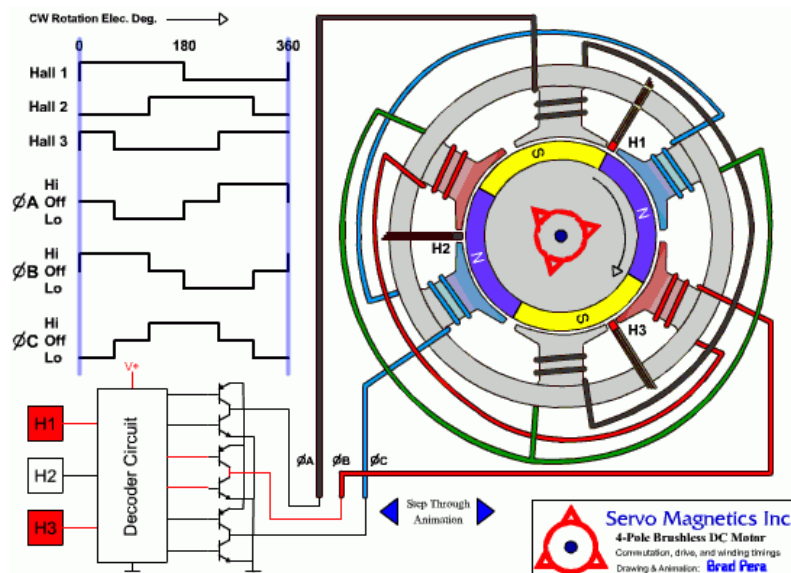 CW Rotation Elec. Deg.
0 180 360
Hall 1
Hall 2
Hall 3
ØA Hi Off Lo
ØB Hi Off Lo
ØC Hi Off Lo
V+
H1
H2
H3
Decoder Circuit
ØA ØB ØC
H1
H2
H3
S
N
N
S
Step Through
Animation
Servo Magnetics Inc
4-Pole Brushless DC Motor
Commutation, drive, and winding timings
Drawing & Animation: Brad Pera